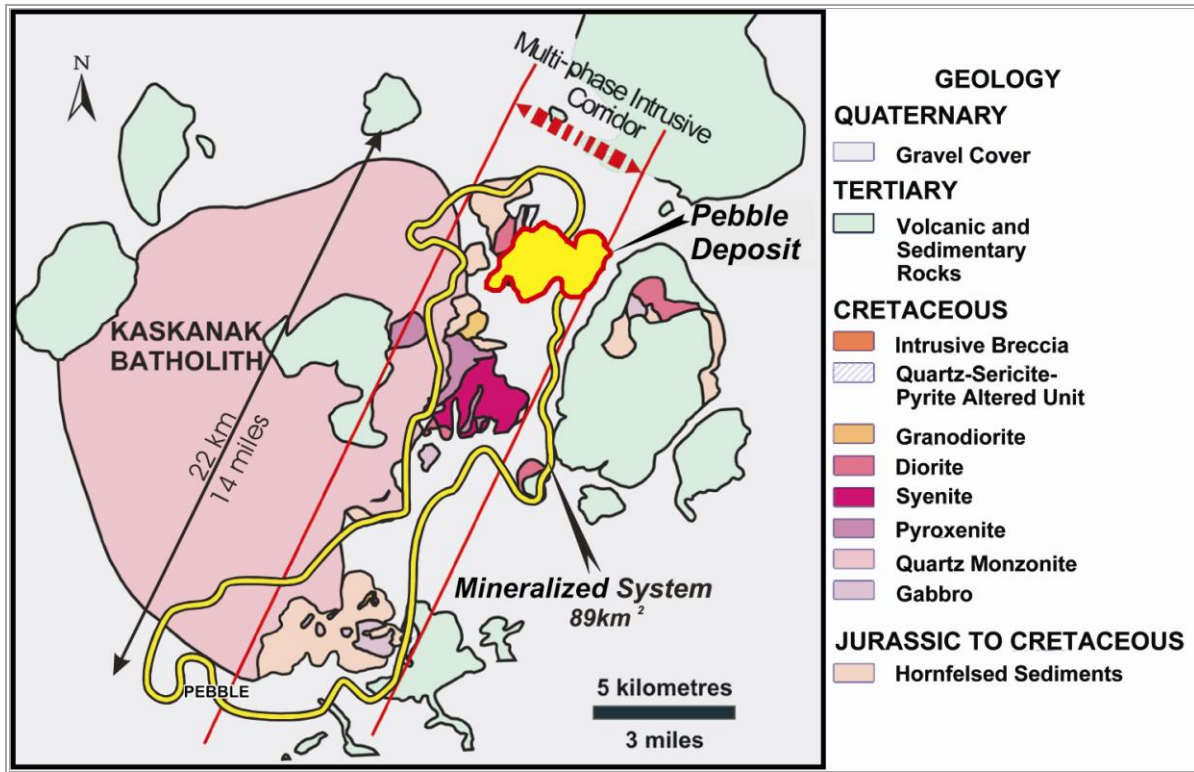 N
Multi-phase Intrusive
Corridor
Pebble
Deposit
KASKANAK
BATHOLITH
22 km
14 miles
Mineralized System
89km 2
PEBBLE
5 kilometres
3 miles
GEOLOGY
QUATERNARY
Gravel Cover
TERTIARY
Volcanic and
Sedimentary
Rocks
CRETACEOUS
Intrusive Breccia
Quartz-Sericite-
Pyrite Altered Unit
Granodiorite
Diorite
Syenite
Pyroxenite
Quartz Monzonite
Gabbro
JURASSIC TO CRETACEOUS
Hornfelsed Sediments